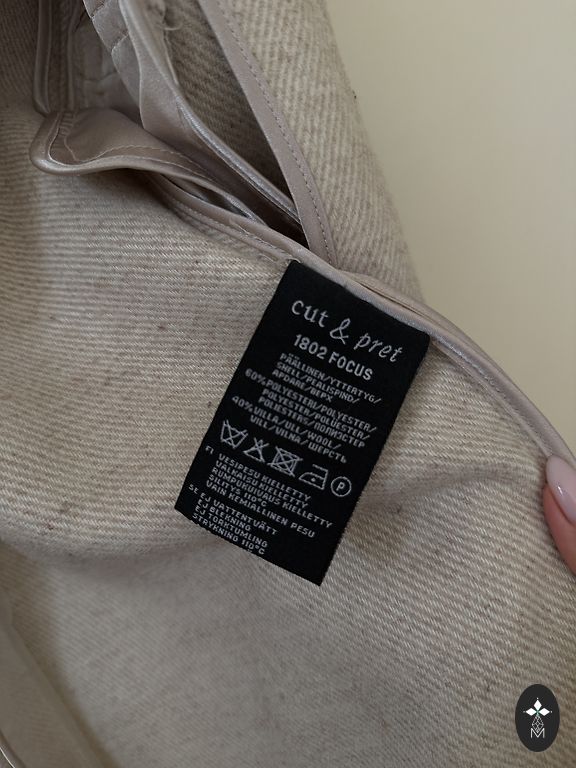 cut & pret
1802 FOCUS
PÄÄLLINEN/YTTERTYG/
SHELL/PEALISPIND/
APDARE/ВЕРХ
60% POLYESTERI/POLYESTER/
POLYESTER/POLÜESTER/
POLIESTERS/ПОЛИЭСТЕР
40% VILLA/ULL/WOOL/
VILL/VILNA/ШЕРСТЬ
P
FI VESIPESU KIELLETTY
VALKAISU KIELLETTY
RUMPUKUIVAUS KIELLETTY
SILITYS 110°C
VAIN KEMIALLINEN PESU
SE EJ VATTENTVÄTT
EJ BLEKNING
EJ TORKTUMLING
STRYKNING 110°C
M